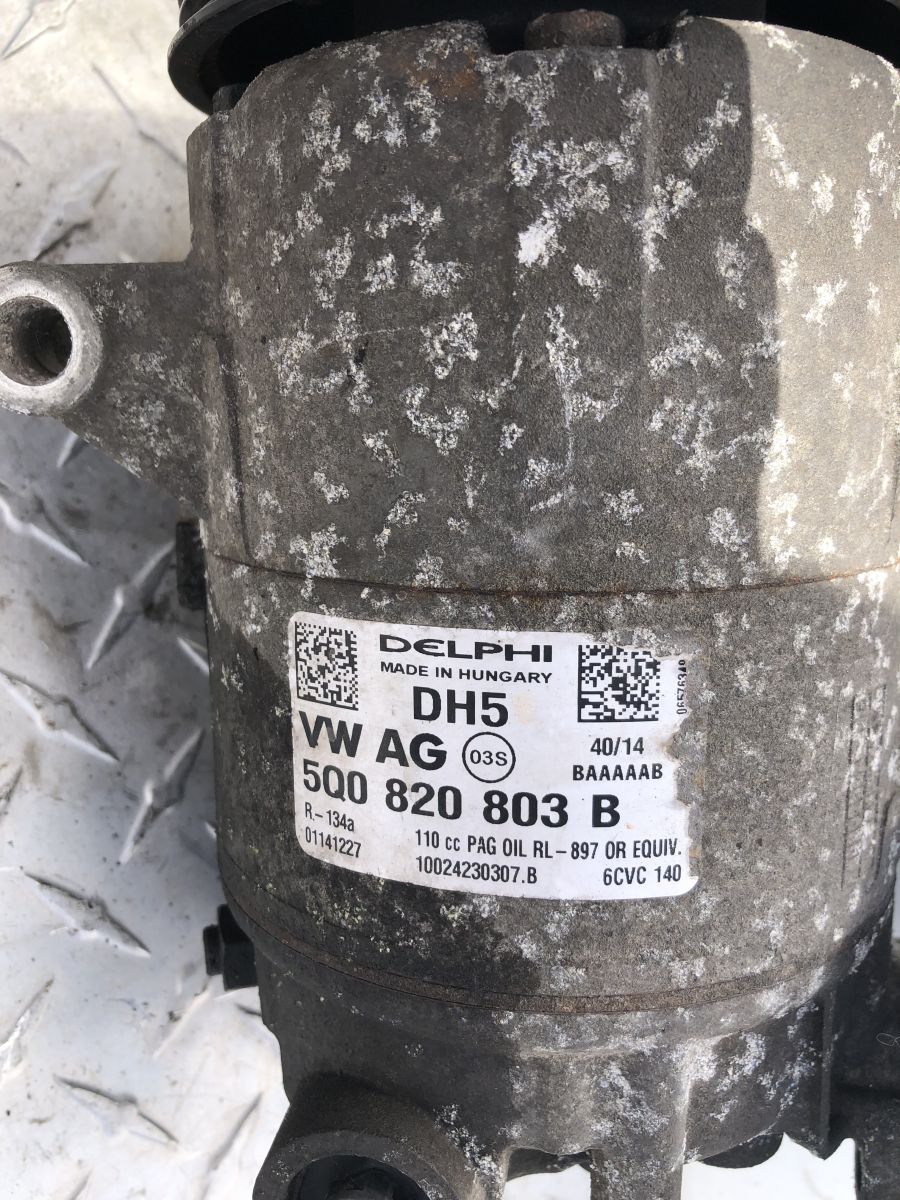 DELPHI
MADE IN HUNGARY
DH5
VW AG 03S
40/14
BAAAAAB
5Q0 820 803 B
R.-134a
110 cc PAG OIL RL-897 OR EQUIV.
01141227
10024230307.B
6CVC 140